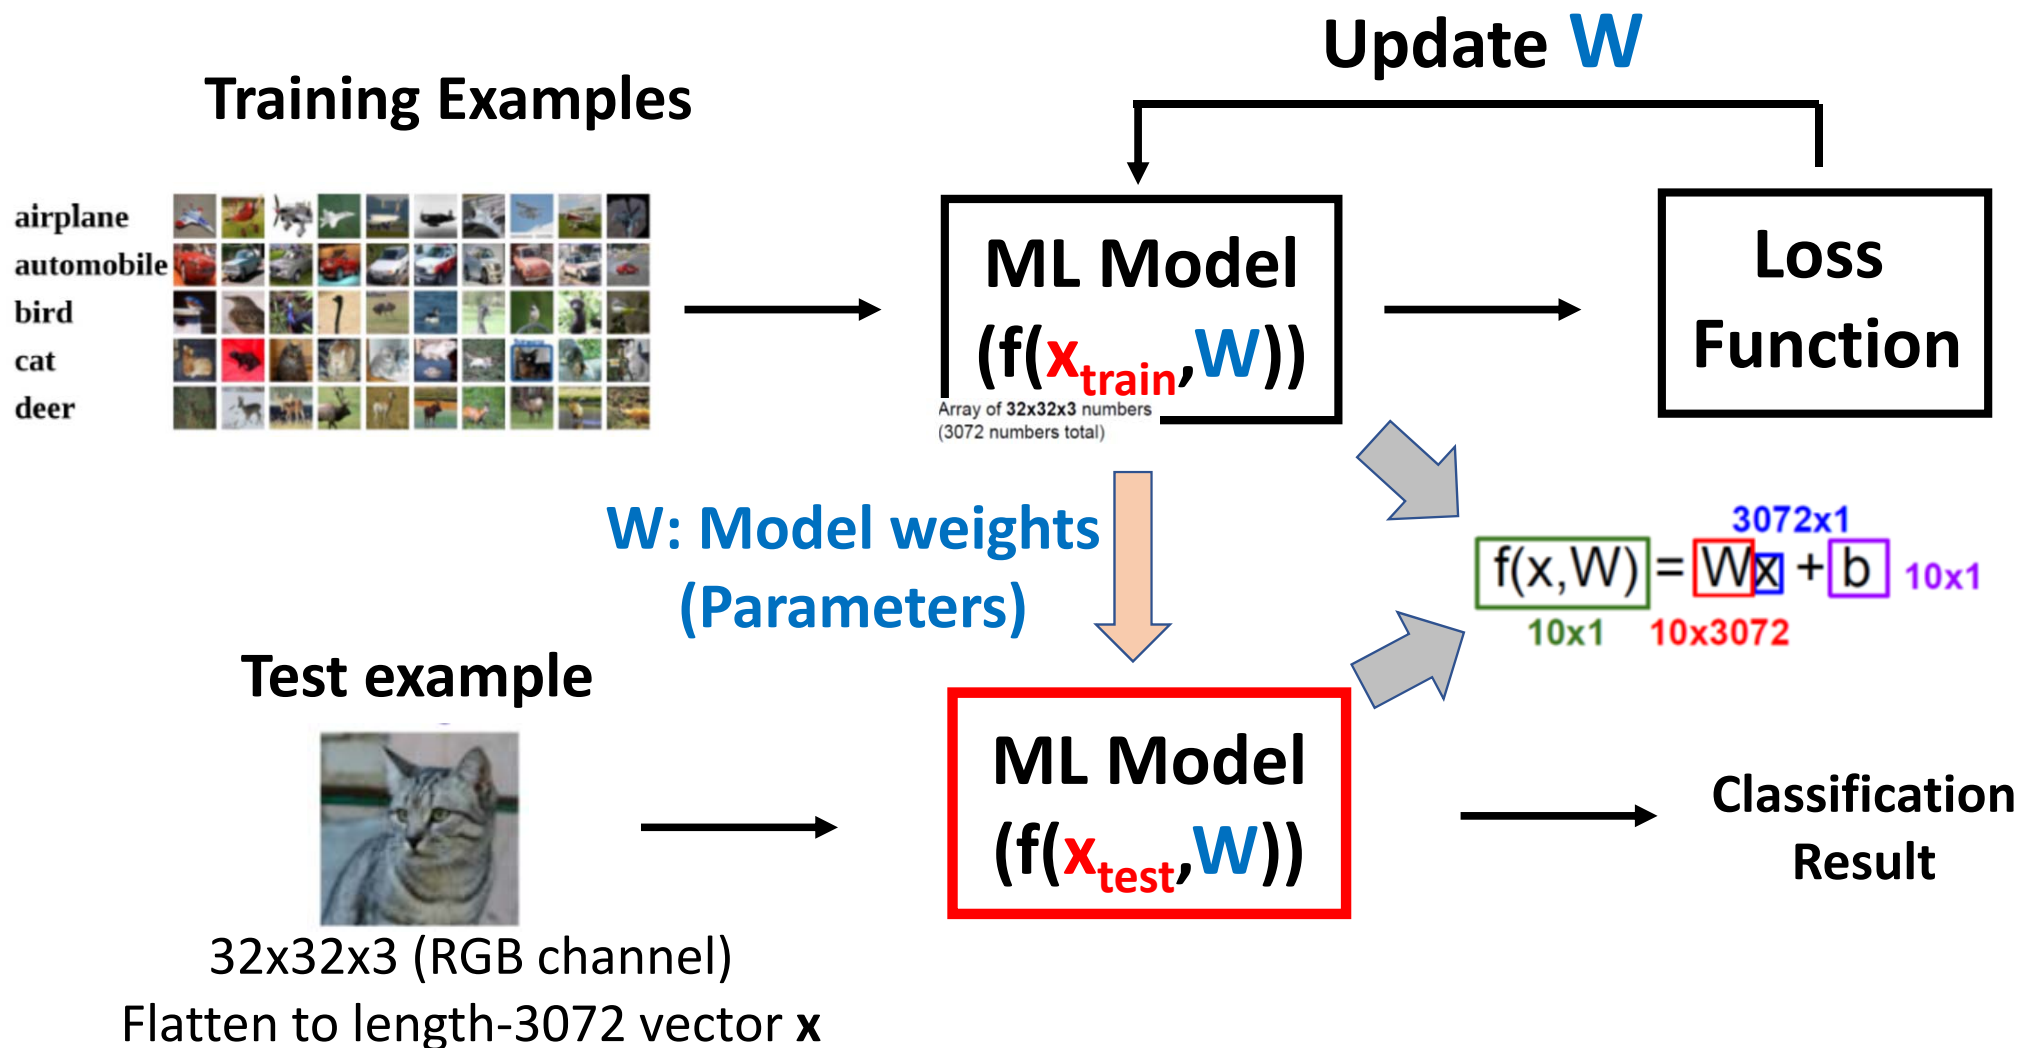 Update W
Training Examples
airplane
automobile
bird
cat
deer
ML Model
(f(xtrain,W))
Array of 32x32x3 numbers
(3072 numbers total)
Loss
Function
W: Model weights
(Parameters)
3072x1
f(x,W) = Wx + b 10x1
10x1 10x3072
Test example
ML Model
(f(xtest,W))
Classification
Result
32x32x3 (RGB channel)
Flatten to length-3072 vector x